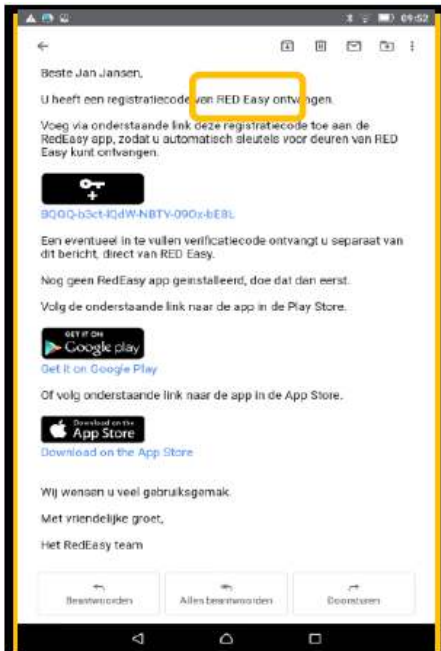 09:52
Beste Jan Jansen,
U heeft een registratiecode van RED Easy ontvangen.
Voeg via onderstaande link deze registratiecode toe aan de
RedEasy app, zodat u automatisch sleutels voor deuren van RED
Easy kunt ontvangen.
Een eventueel in te vullen verificatiecode ontvangt u separaat van
dit bericht, direct van RED Easy.
Nog geen RedEasy app geinstalleerd, doe dat dan eerst.
Volg de onderstaande link naar de app in de Play Store.
GET IT ON
Google play
Get it on Google Play
Of volg onderstaande link naar de app in de App Store.
Download on the
App Store
Download on the App Store
Wij wensen u veel gebruiksgemak.
Met vriendelijke groet,
Het RedEasy team
Beantwoorden
Allen beantwoorden
Doorsturen